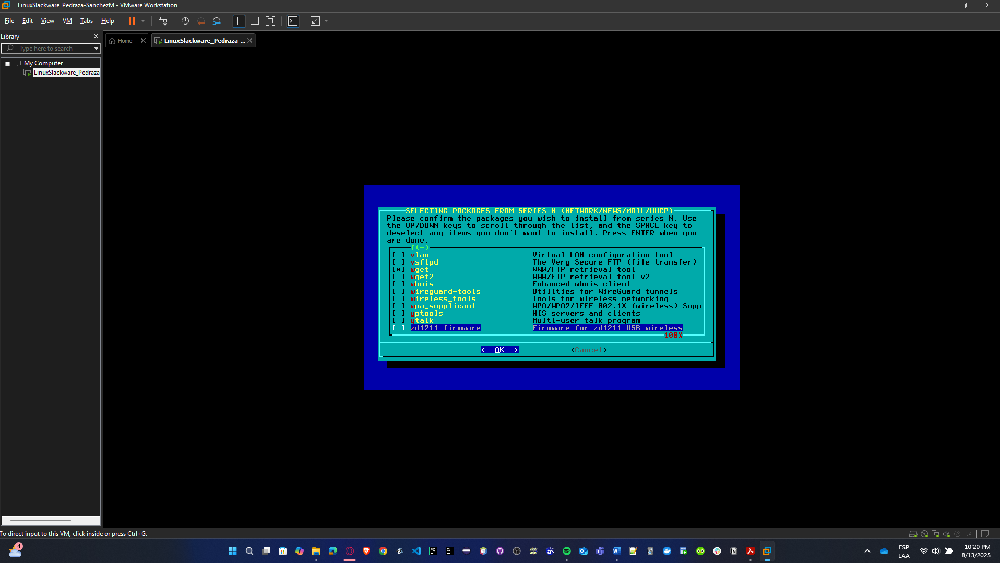 LinuxSlackware_Pedraza-SanchezM - VMware Workstation
File Edit View VM Tabs Help
Library
Type here to search
My Computer
LinuxSlackware_Pedraza
Home
LinuxSlackware_Pedraza-...
SELECTING PACKAGES FROM SERIES N (NETWORK/NEWS/MAIL/UUCP)
Please confirm the packages you wish to install from series N. Use
the UP/DOWN keys to scroll through the list, and the SPACE key to
deselect any items you don't want to install. Press ENTER when you
are done.
↑(-)
[ ] vlan Virtual LAN configuration tool
[ ] vsftpd The Very Secure FTP (file transfer)
[*] wget WWW/FTP retrieval tool
[ ] wget2 WWW/FTP retrieval tool v2
[ ] whois Enhanced whois client
[ ] wireguard-tools Utilities for WireGuard tunnels
[ ] wireless_tools Tools for wireless networking
[ ] wpa_supplicant WPA/WPA2/IEEE 802.1X (wireless) Supp
[ ] yptools NIS servers and clients
[ ] ytalk Multi-user talk program
[ ] zd1211-firmware Firmware for zd1211 USB wireless
100%
< OK > <Cancel>
To direct input to this VM, click inside or press Ctrl+G.
4
ESP
LAA
10:20 PM
8/13/2025